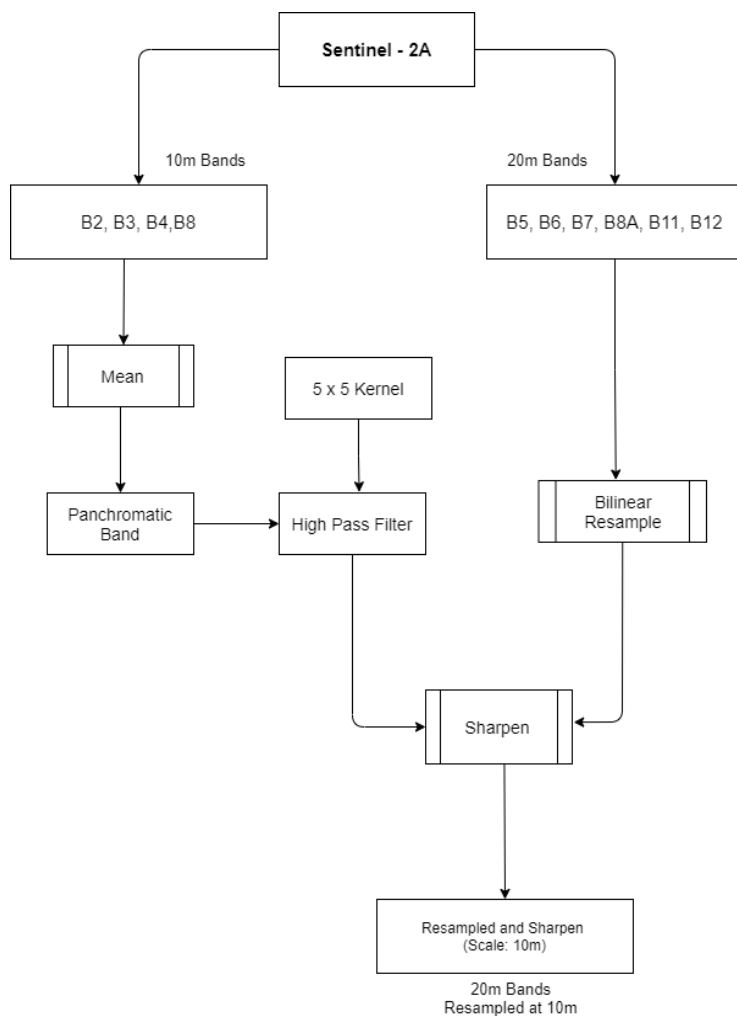 Sentinel - 2A
10m Bands
20m Bands
B2, B3, B4,B8
B5, B6, B7, B8A, B11, B12
Mean
5 x 5 Kernel
Panchromatic
Band
High Pass Filter
Bilinear
Resample
Sharpen
Resampled and Sharpen
(Scale: 10m)
20m Bands
Resampled at 10m